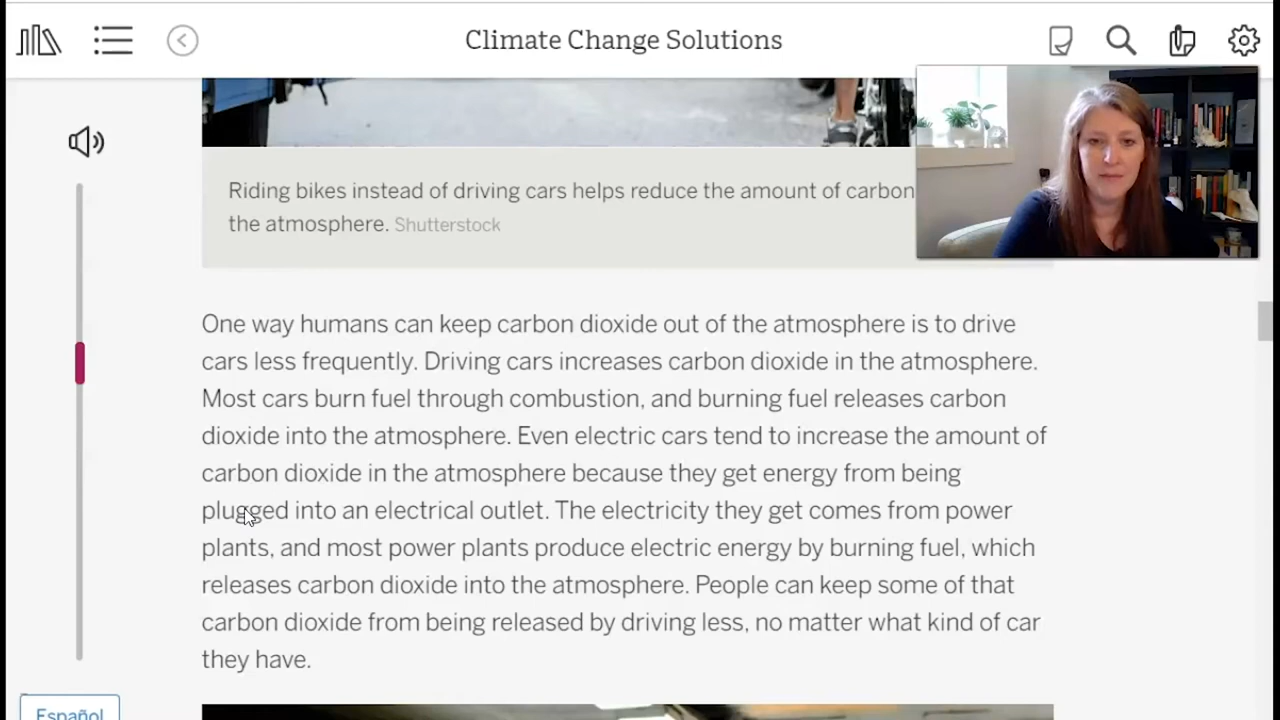 Climate Change Solutions
Riding bikes instead of driving cars helps reduce the amount of carbon
the atmosphere. Shutterstock
One way humans can keep carbon dioxide out of the atmosphere is to drive
cars less frequently. Driving cars increases carbon dioxide in the atmosphere.
Most cars burn fuel through combustion, and burning fuel releases carbon
dioxide into the atmosphere. Even electric cars tend to increase the amount of
carbon dioxide in the atmosphere because they get energy from being
plugged into an electrical outlet. The electricity they get comes from power
plants, and most power plants produce electric energy by burning fuel, which
releases carbon dioxide into the atmosphere. People can keep some of that
carbon dioxide from being released by driving less, no matter what kind of car
they have.
Español